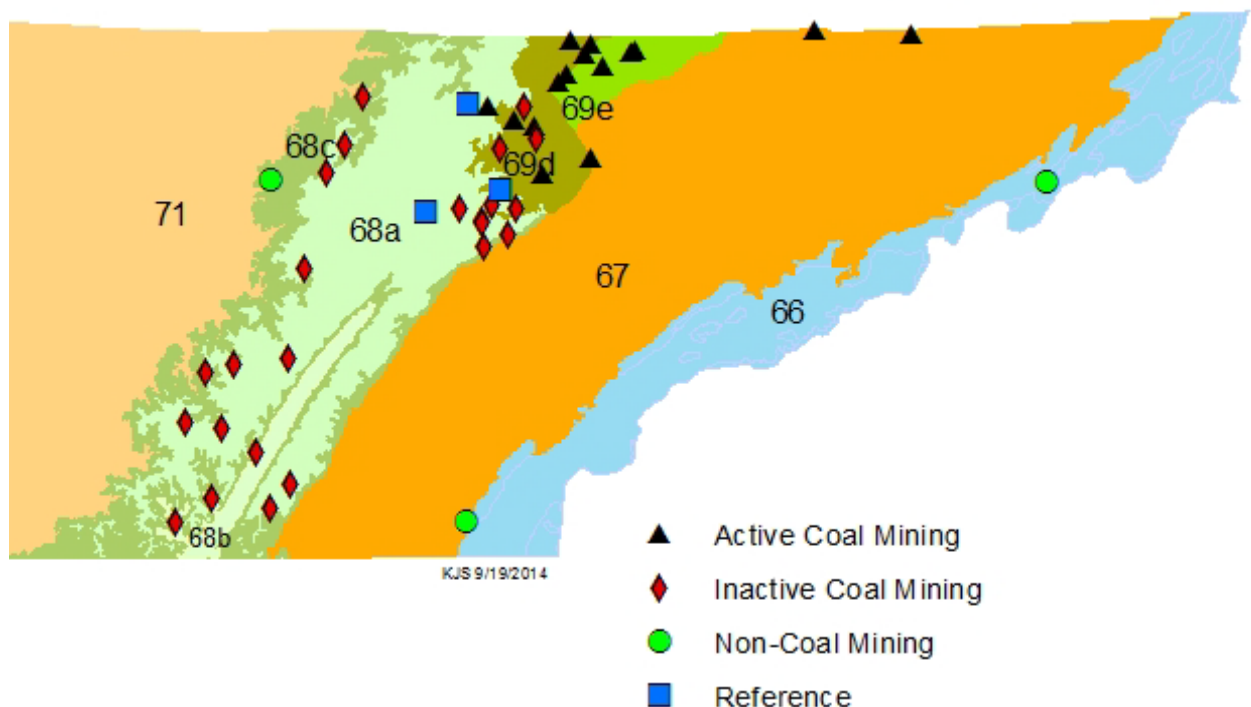 69e
68c
69d
71
68a
67
66
68b
KJS 9/19/2014
Active Coal Mining
Inactive Coal Mining
Non-Coal Mining
Reference